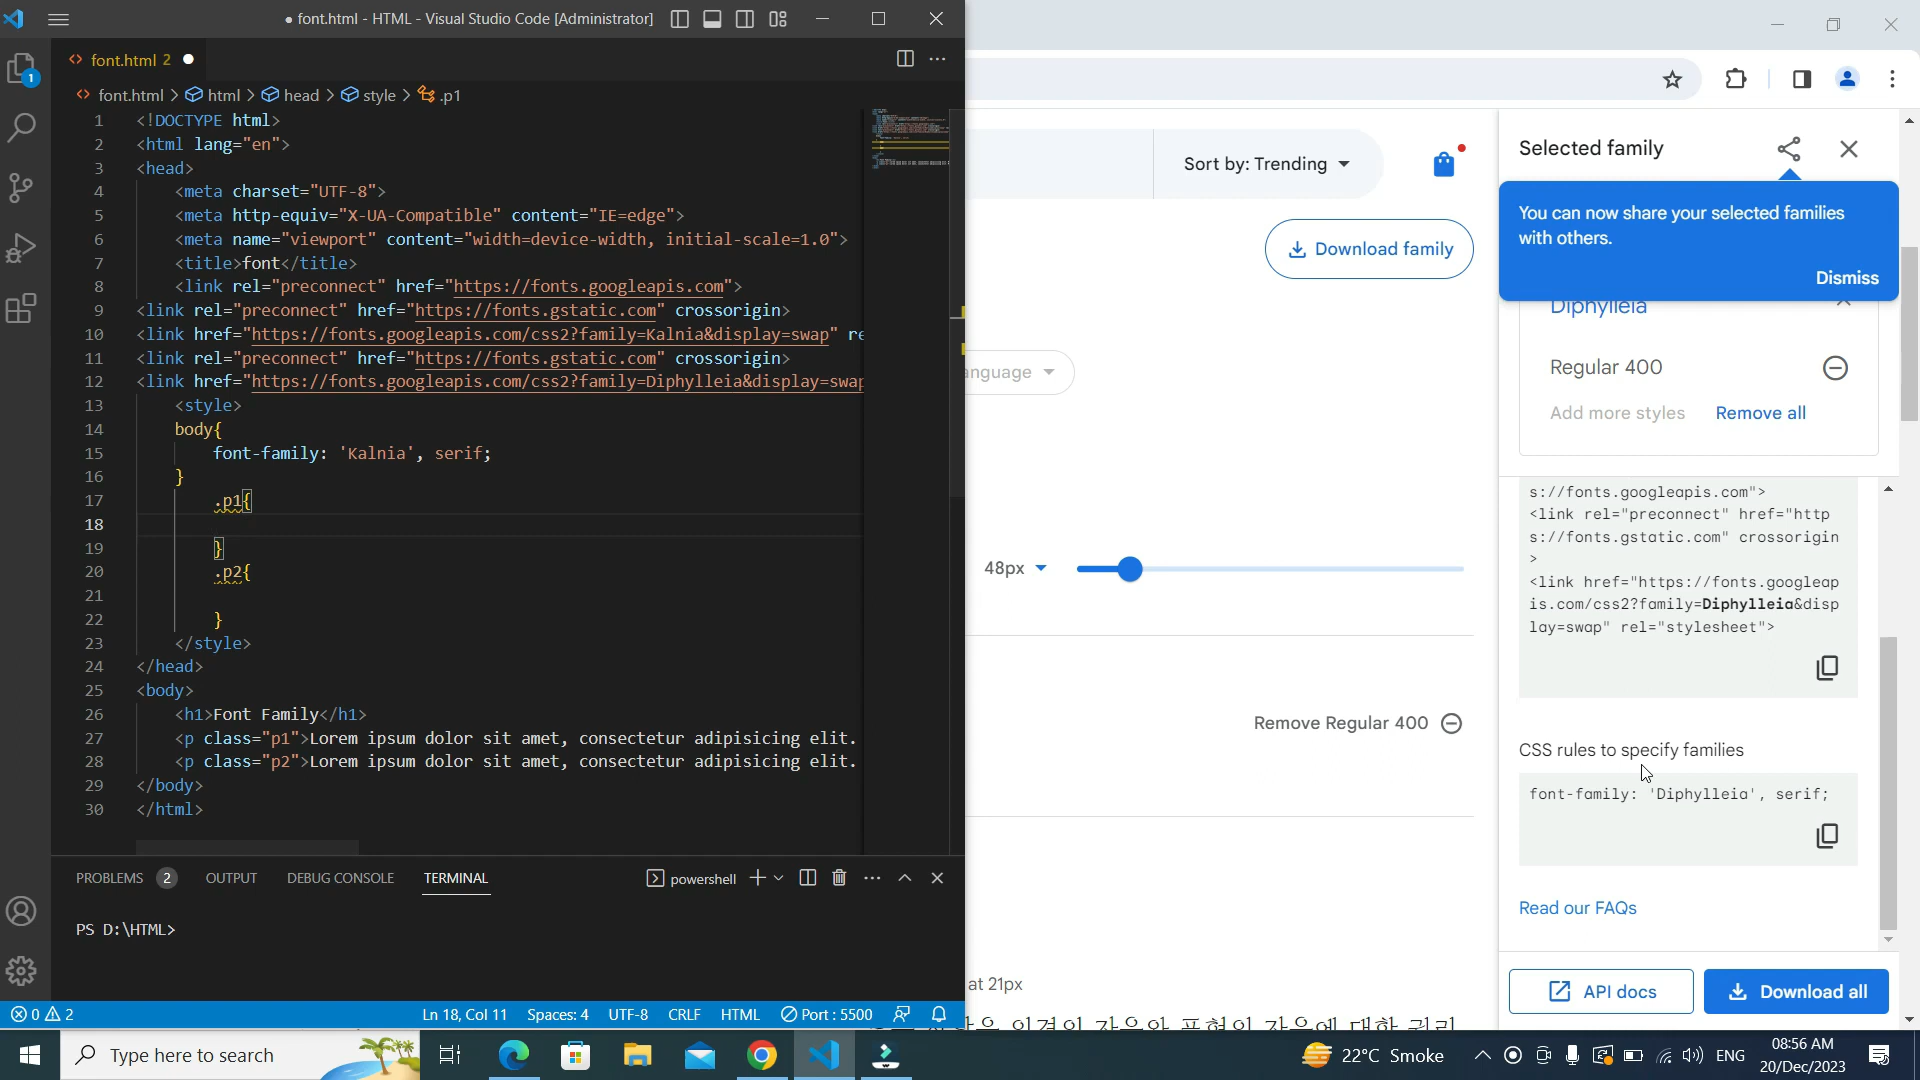 ● font.html - HTML - Visual Studio Code [Administrator]
font.html 2 ●
font.html > html > head > style > .p1
1 <!DOCTYPE html>
2 <html lang="en">
3 <head>
4 <meta charset="UTF-8">
5 <meta http-equiv="X-UA-Compatible" content="IE=edge">
6 <meta name="viewport" content="width=device-width, initial-scale=1.0">
7 <title>font</title>
8 <link rel="preconnect" href="https://fonts.googleapis.com">
9 <link rel="preconnect" href="https://fonts.gstatic.com" crossorigin>
10 <link href="https://fonts.googleapis.com/css2?family=Kalnia&display=swap" re
11 <link rel="preconnect" href="https://fonts.gstatic.com" crossorigin>
12 <link href="https://fonts.googleapis.com/css2?family=Diphylleia&display=swap
13 <style>
14 body{
15 font-family: 'Kalnia', serif;
16 }
17 .p1{
18
19 }
20 .p2{
21
22 }
23 </style>
24 </head>
25 <body>
26 <h1>Font Family</h1>
27 <p class="p1">Lorem ipsum dolor sit amet, consectetur adipisicing elit.
28 <p class="p2">Lorem ipsum dolor sit amet, consectetur adipisicing elit.
29 </body>
30 </html>
PROBLEMS 2 OUTPUT DEBUG CONSOLE TERMINAL powershell
PS D:\HTML>
0 2 Ln 18, Col 11 Spaces: 4 UTF-8 CRLF HTML Port : 5500
1
Sort by: Trending
Download family
anguage
48px
Remove Regular 400
at 21px
Selected family
You can now share your selected families
with others.
Dismiss
Diphylleia
Regular 400
Add more styles Remove all
s://fonts.googleapis.com">
<link rel="preconnect" href="http
s://fonts.gstatic.com" crossorigin
>
<link href="https://fonts.googleap
is.com/css2?family=Diphylleia&disp
lay=swap" rel="stylesheet">
CSS rules to specify families
font-family: 'Diphylleia', serif;
Read our FAQs
API docs Download all
Type here to search
22°C Smoke
ENG
08:56 AM
20/Dec/2023